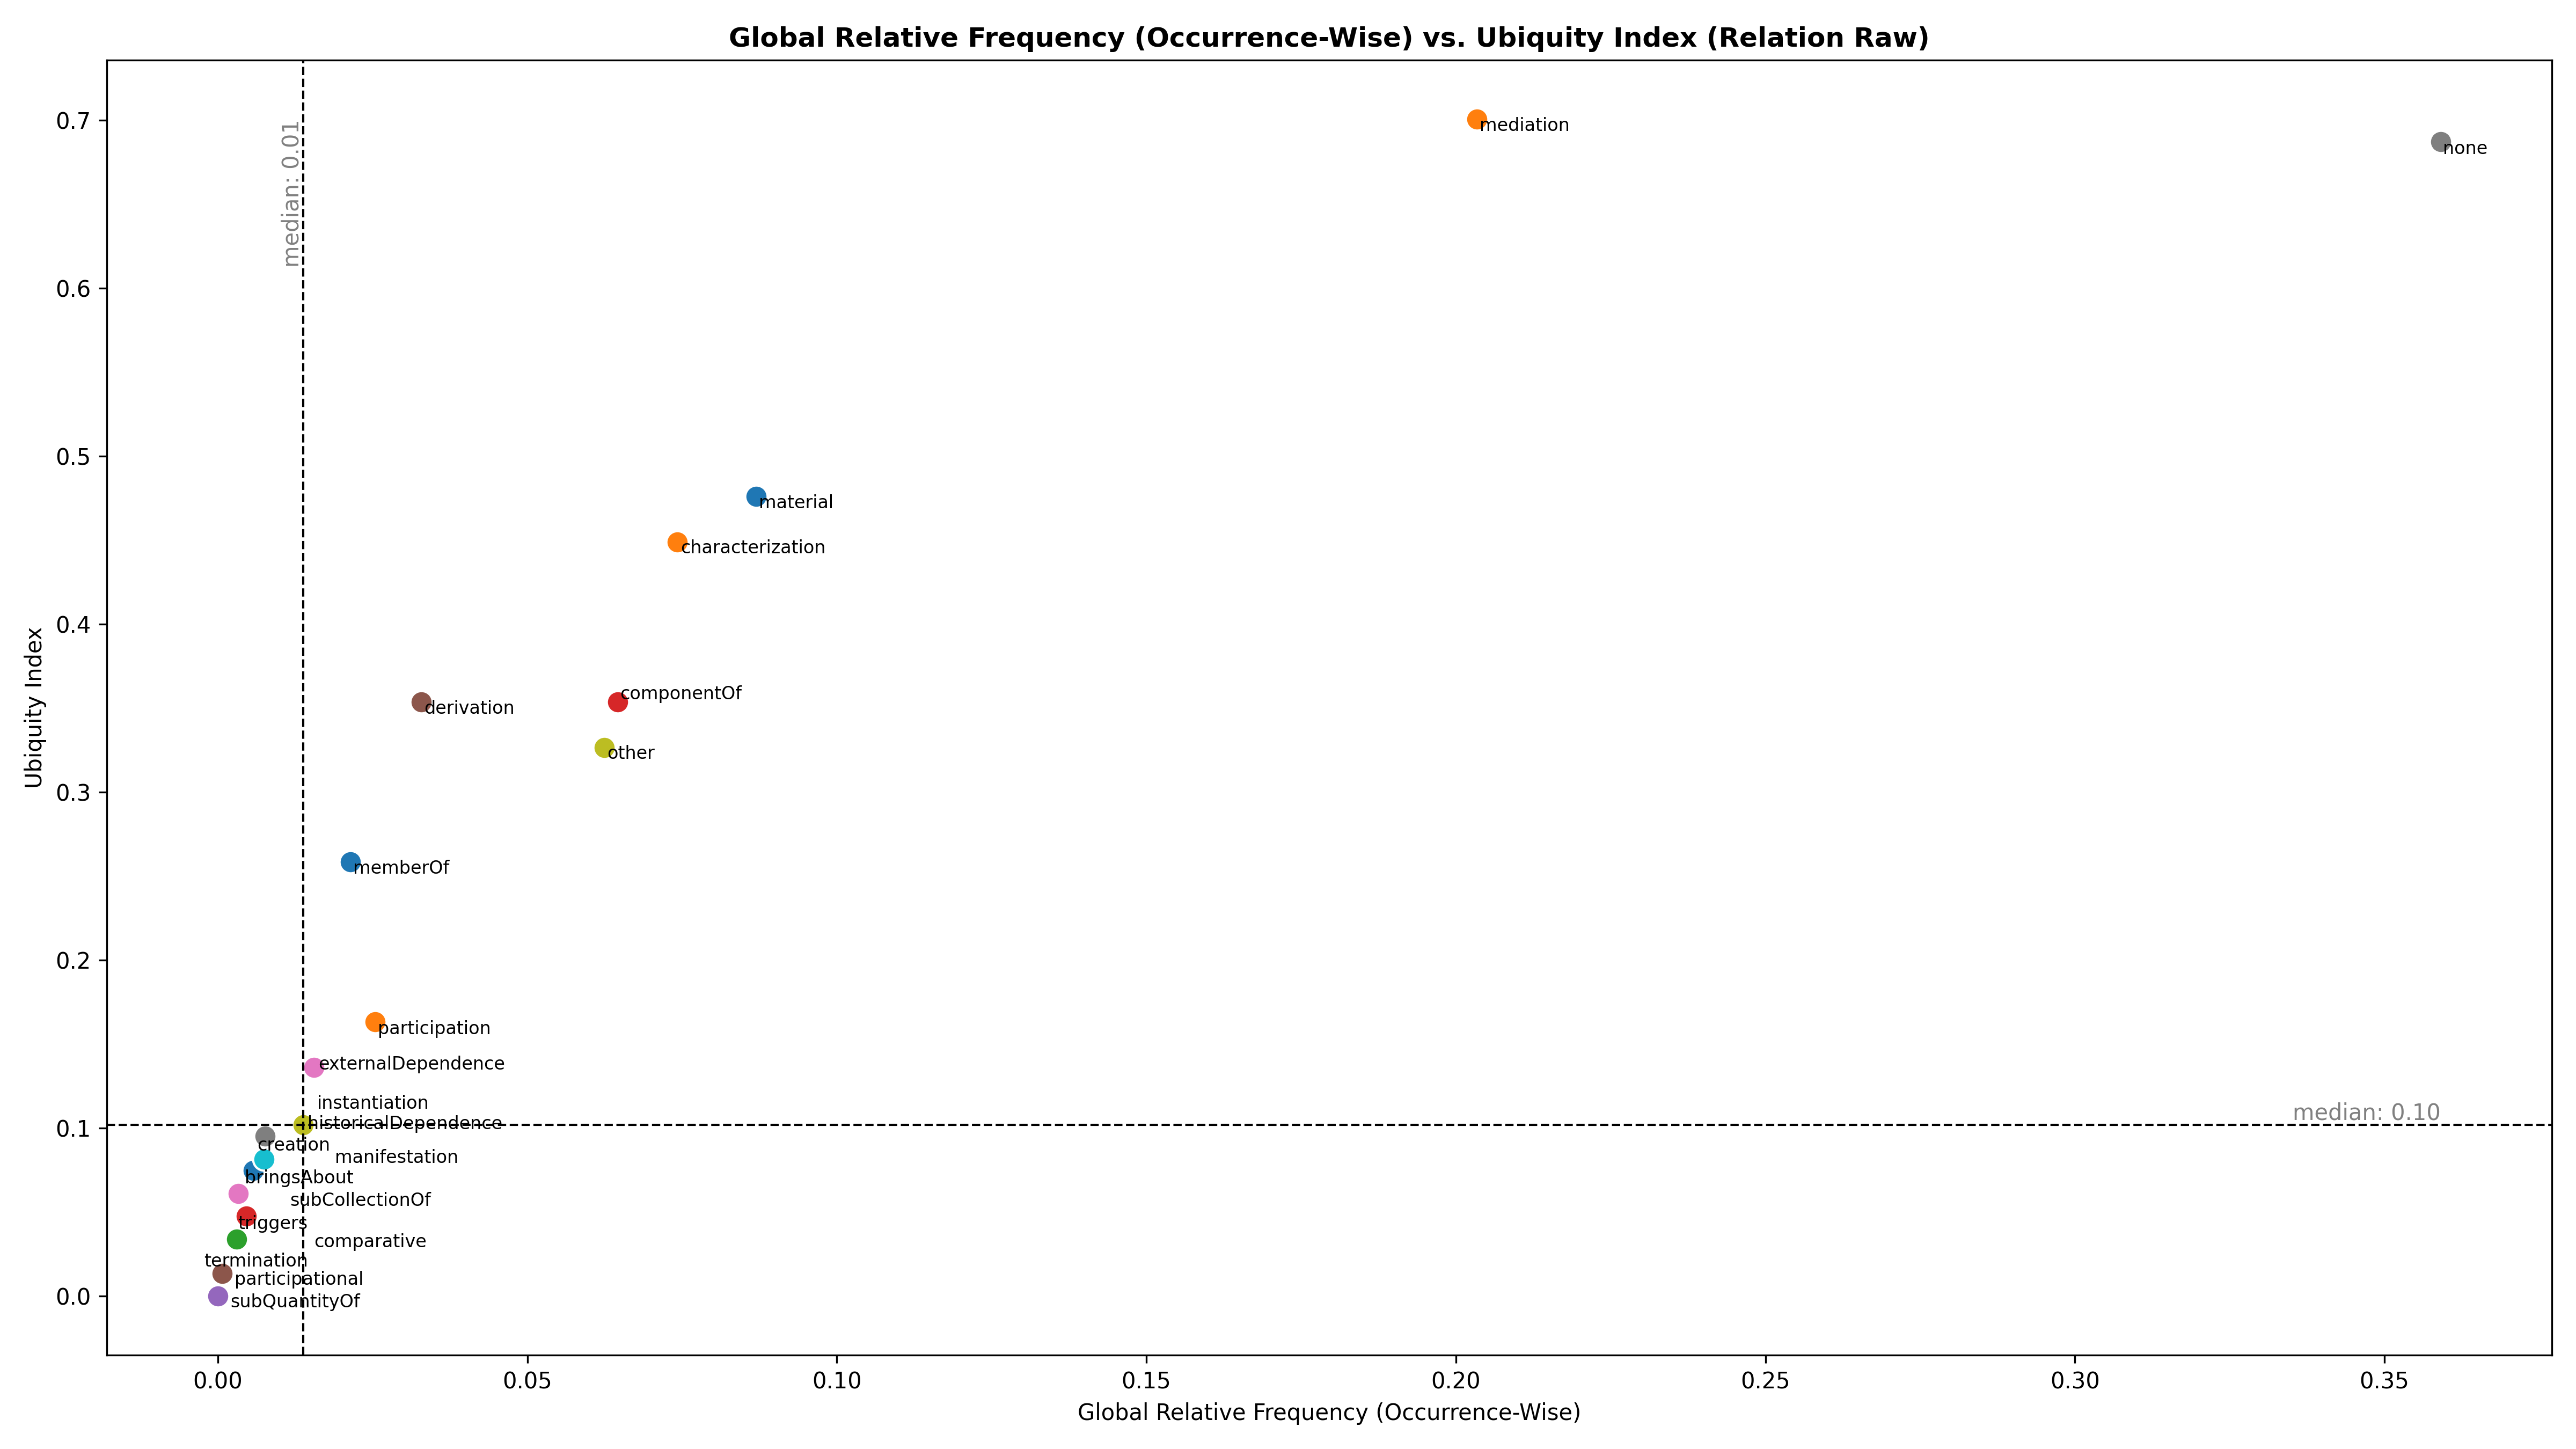 Global Relative Frequency (Occurrence-Wise) vs. Ubiquity Index (Relation Raw)
Ubiquity Index
0.7
0.6
0.5
0.4
0.3
0.2
0.1
0.0
median: 0.01
mediation
none
material
characterization
componentOf
derivation
other
memberOf
participation
externalDependence
instantiation
median: 0.10
historicalDependence
creation
manifestation
bringsAbout
subCollectionOf
triggers
comparative
termination
participational
subQuantityOf
0.00
0.05
0.10
0.15
0.20
0.25
0.30
0.35
Global Relative Frequency (Occurrence-Wise)